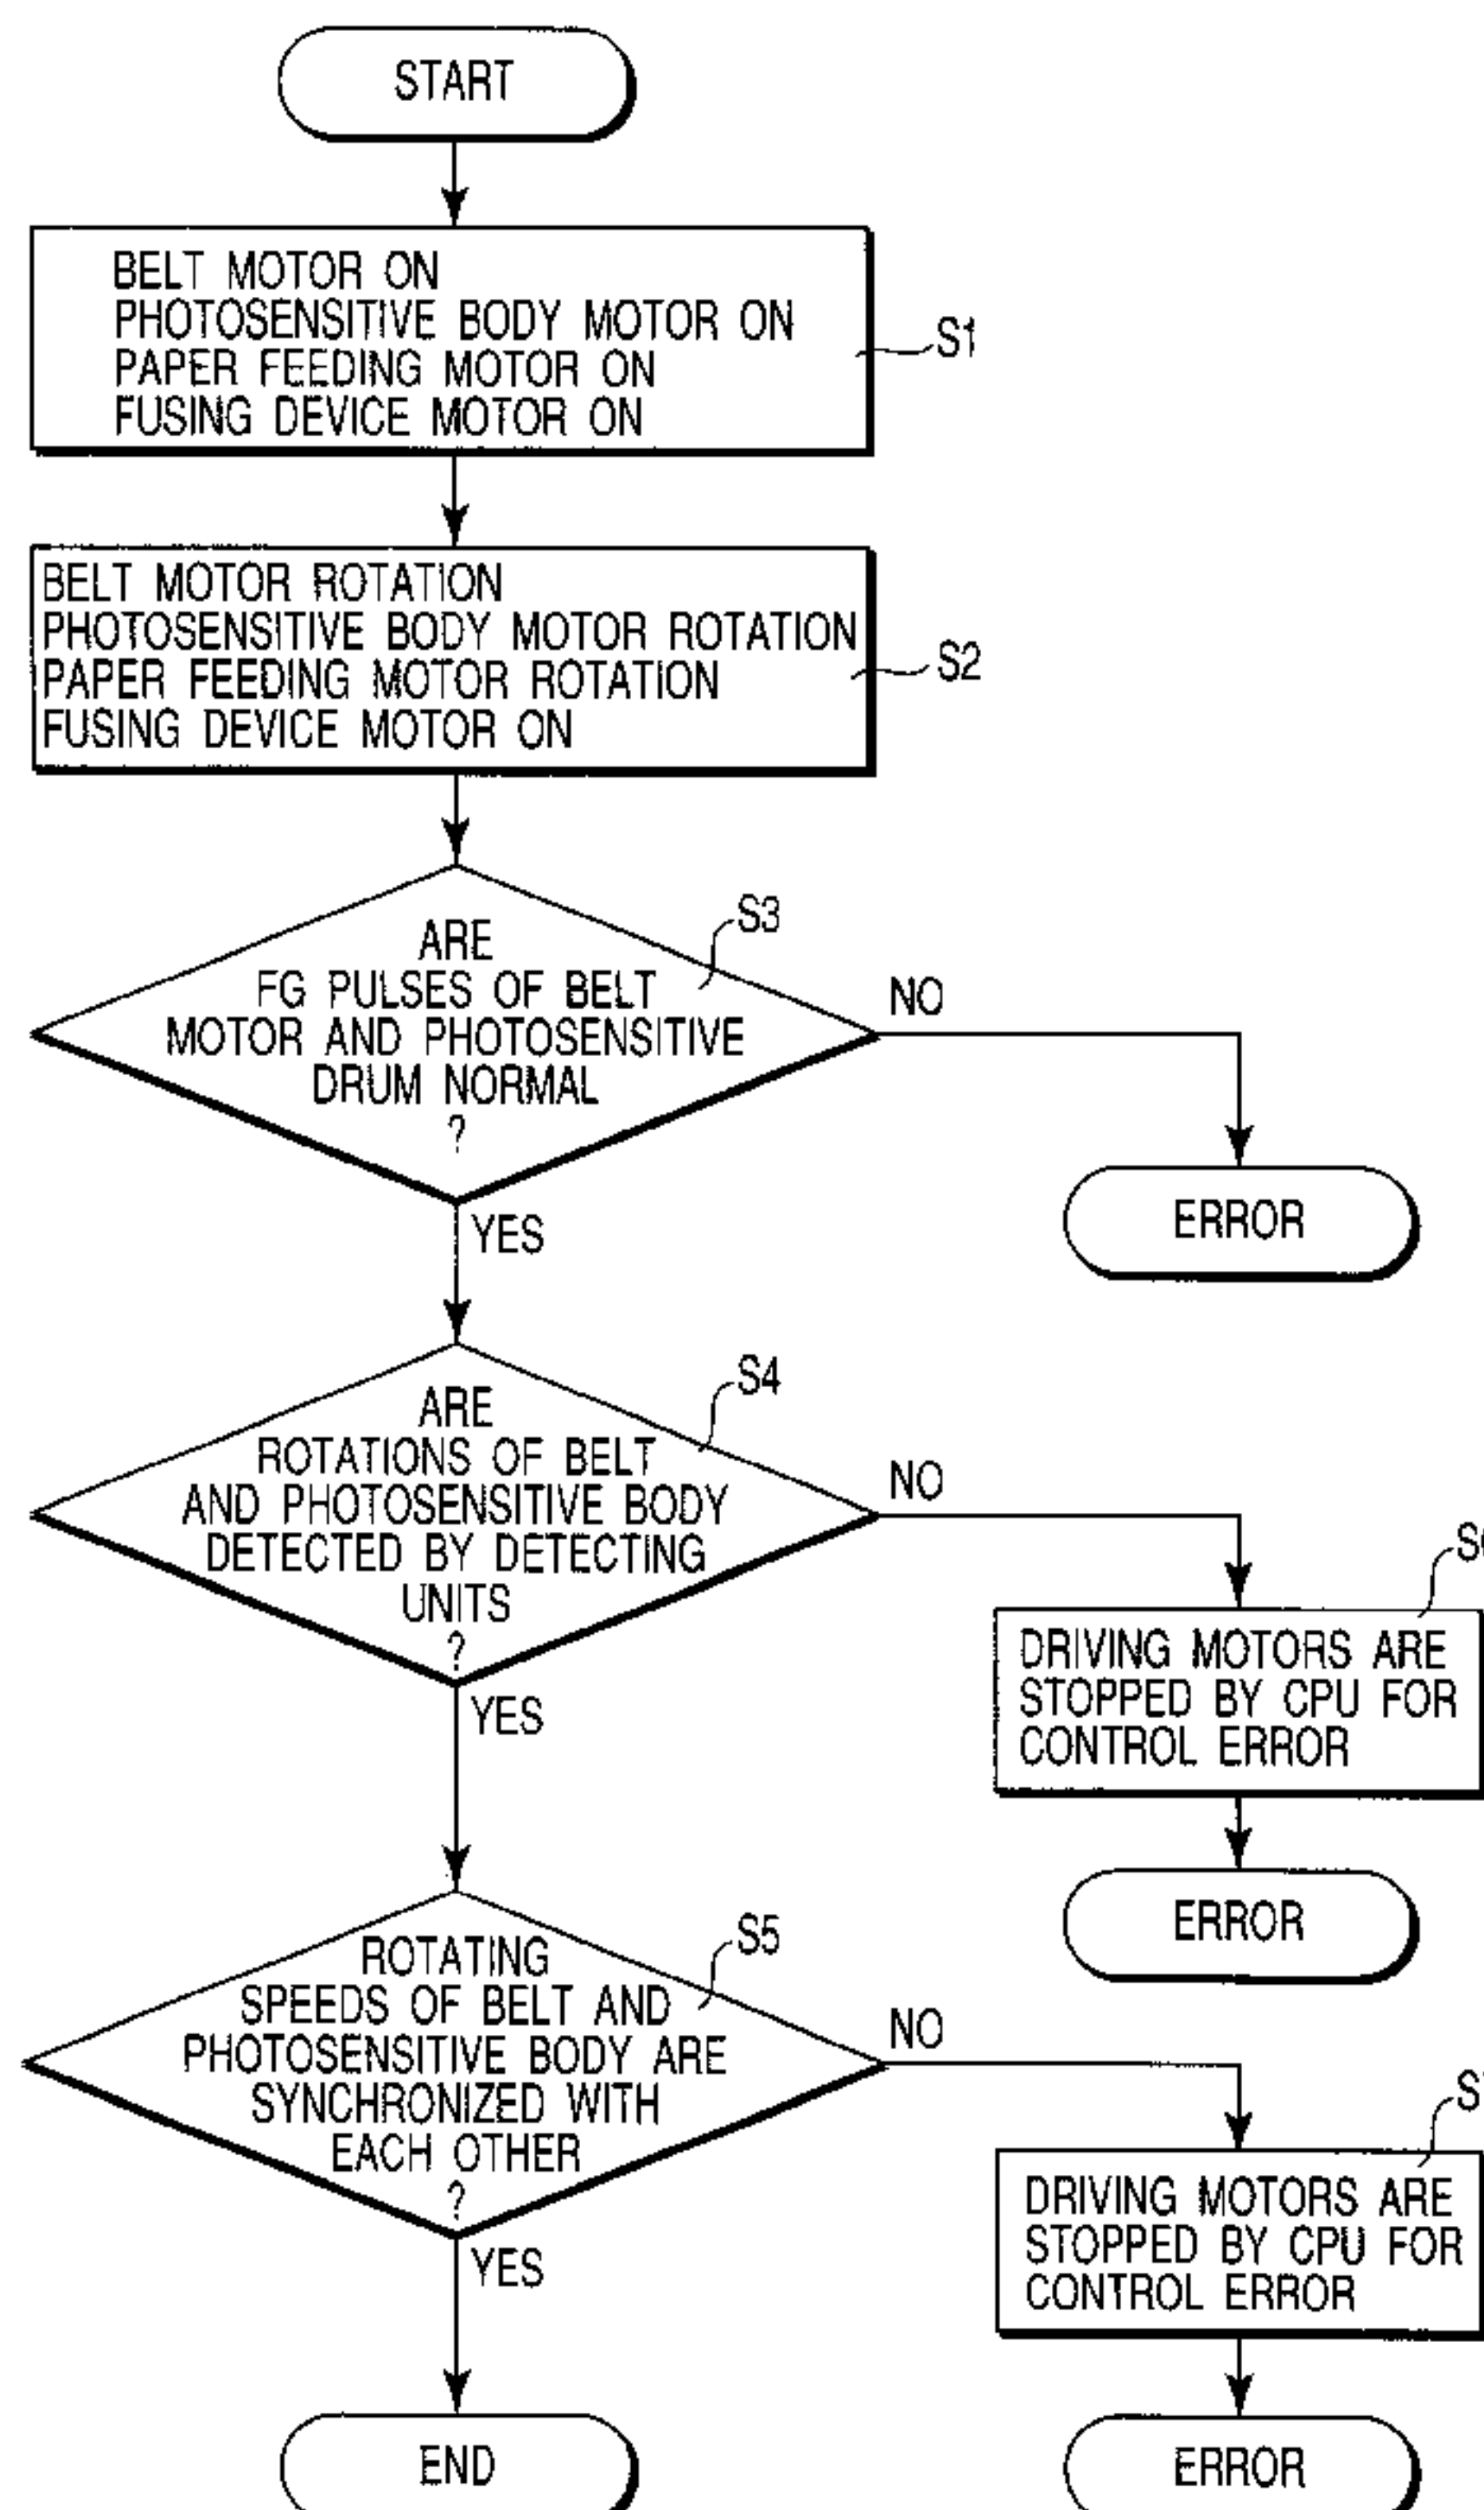 START
BELT MOTOR ON
PHOTOSENSITIVE BODY MOTOR ON
PAPER FEEDING MOTOR ON
FUSING DEVICE MOTOR ON
S1
BELT MOTOR ROTATION
PHOTOSENSITIVE BODY MOTOR ROTATION
PAPER FEEDING MOTOR ROTATION
FUSING DEVICE MOTOR ON
S2
S3
ARE
FG PULSES OF BELT
MOTOR AND PHOTOSENSITIVE
DRUM NORMAL
?
NO
ERROR
YES
S4
ARE
ROTATIONS OF BELT
AND PHOTOSENSITIVE BODY
DETECTED BY DETECTING
UNITS
?
NO
DRIVING MOTORS ARE
STOPPED BY CPU FOR
CONTROL ERROR
ERROR
YES
S5
ROTATING
SPEEDS OF BELT AND
PHOTOSENSITIVE BODY ARE
SYNCHRONIZED WITH
EACH OTHER
?
NO
DRIVING MOTORS ARE
STOPPED BY CPU FOR
CONTROL ERROR
ERROR
YES
END